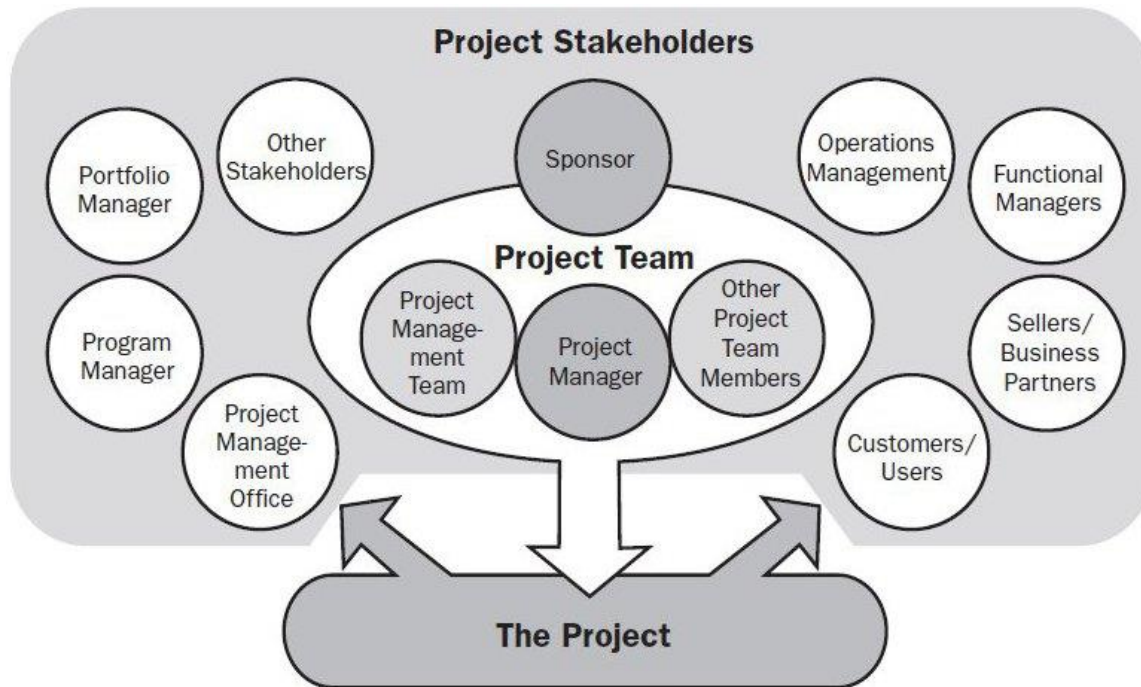 Project Stakeholders
Portfolio
Manager
Other
Stakeholders
Sponsor
Operations
Management
Functional
Managers
Project Team
Program
Manager
Project
Manage-
ment
Team
Project
Manager
Other
Project
Team
Members
Sellers/
Business
Partners
Project
Manage-
ment
Office
Customers/
Users
The Project